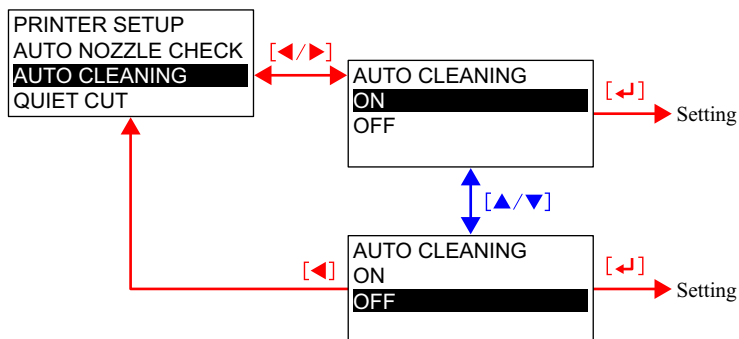 PRINTER SETUP
AUTO NOZZLE CHECK
AUTO CLEANING
QUIET CUT
[◀/▶]
AUTO CLEANING
ON
OFF
[↵]
Setting
[▲/▼]
AUTO CLEANING
ON
OFF
[◀]
[↵]
Setting